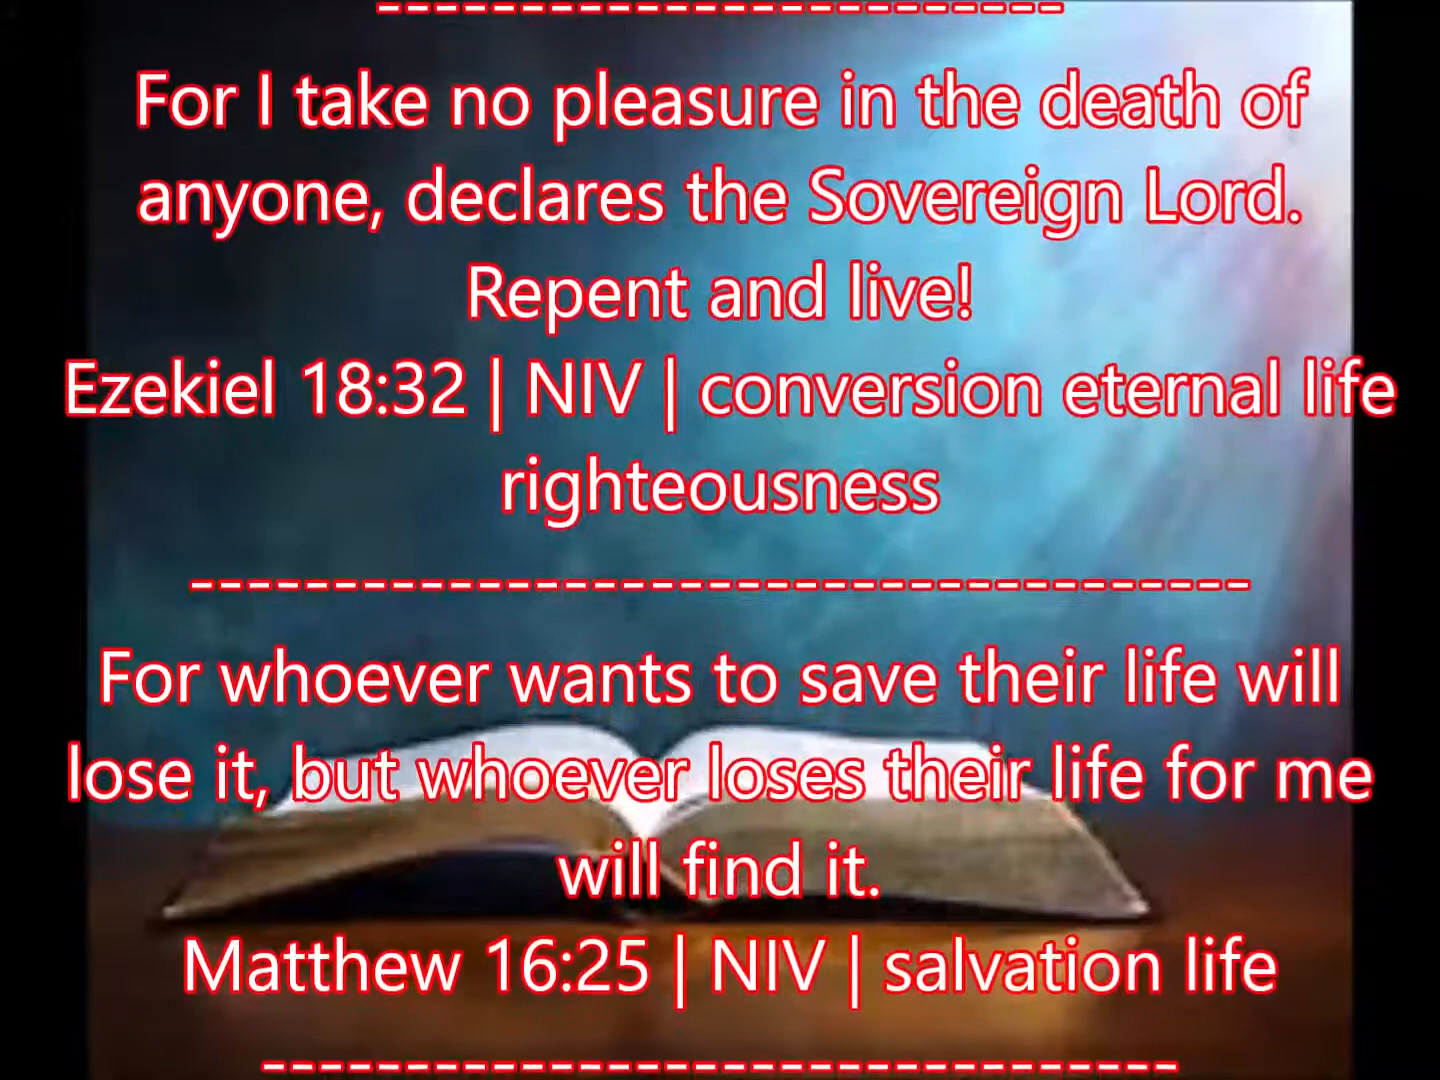 -------------------------
For I take no pleasure in the death of
anyone, declares the Sovereign Lord.
Repent and live!
Ezekiel 18:32 | NIV | conversion eternal life
righteousness
-------------------------------------
For whoever wants to save their life will
lose it, but whoever loses their life for me
will find it.
Matthew 16:25 | NIV | salvation life
--------------------------------